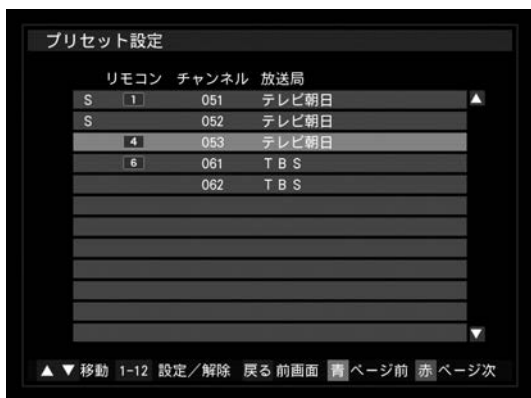 プリセット設定
リモコン チャンネル 放送局
S 1 051 テレビ朝日 ▲
S 052 テレビ朝日
4 053 テレビ朝日
6 061 TBS
062 TBS
▼
▲▼移動 1-12 設定/解除 戻る 前画面 青 ページ前 赤 ページ次